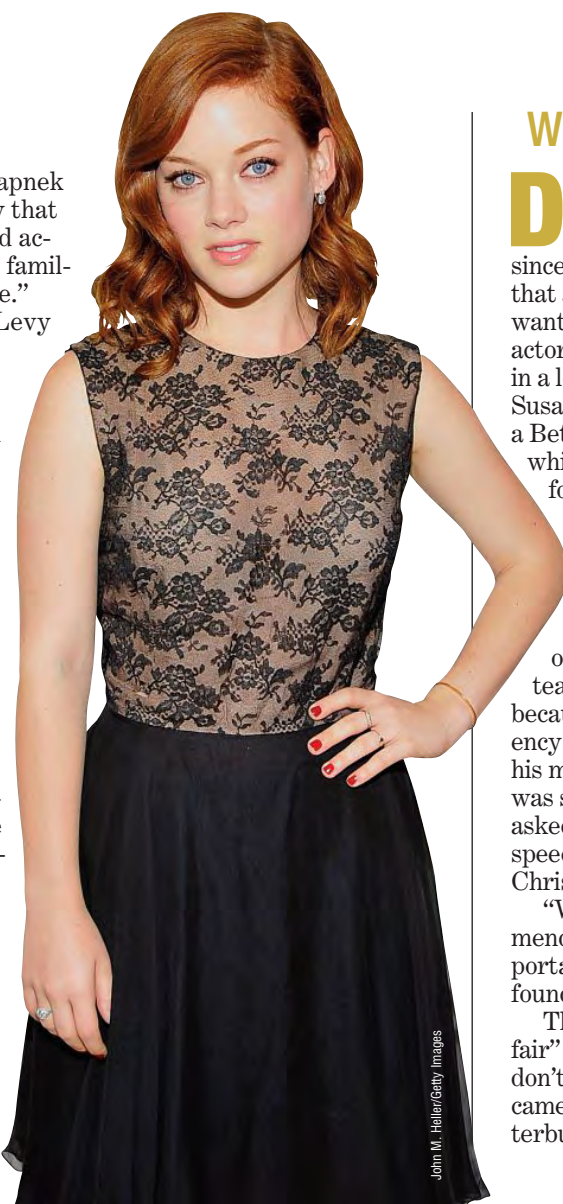 apnek
y that
d ac-
famil-
e.”
Levy
e
-
John M. Heller/Getty Images
W
D
since
that
want
actor
in a l
Susa
a Bet
whi
fo
o
tea
becau
ency
his m
was s
asked
speed
Chris
“V
mend
porta
found
Th
fair”
don’t
came
terbu